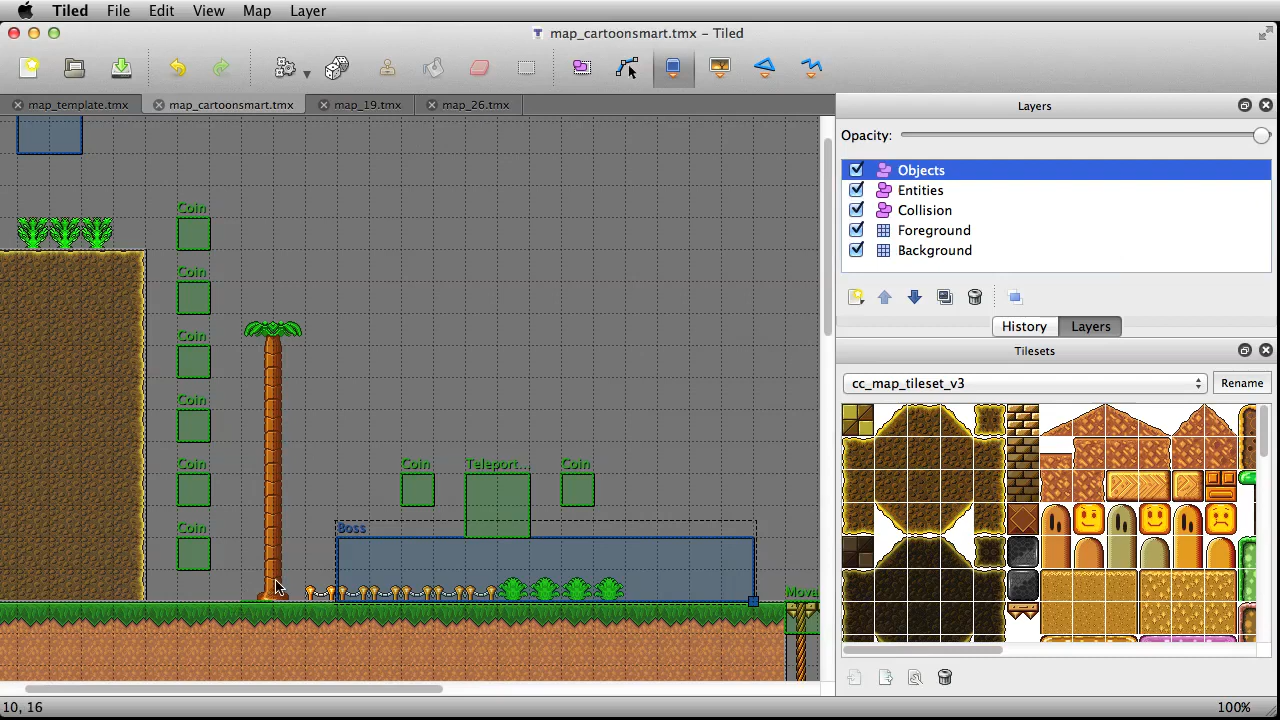 Tiled File Edit View Map Layer
map_cartoonsmart.tmx – Tiled
map_template.tmx map_cartoonsmart.tmx map_19.tmx map_26.tmx
Layers
Opacity:
Objects
Entities
Collision
Foreground
Background
History Layers
Tilesets
cc_map_tileset_v3 Rename
Coin
Coin
Coin
Coin
Coin Coin Teleport... Coin
Coin Boss
Mova
10, 16 100%